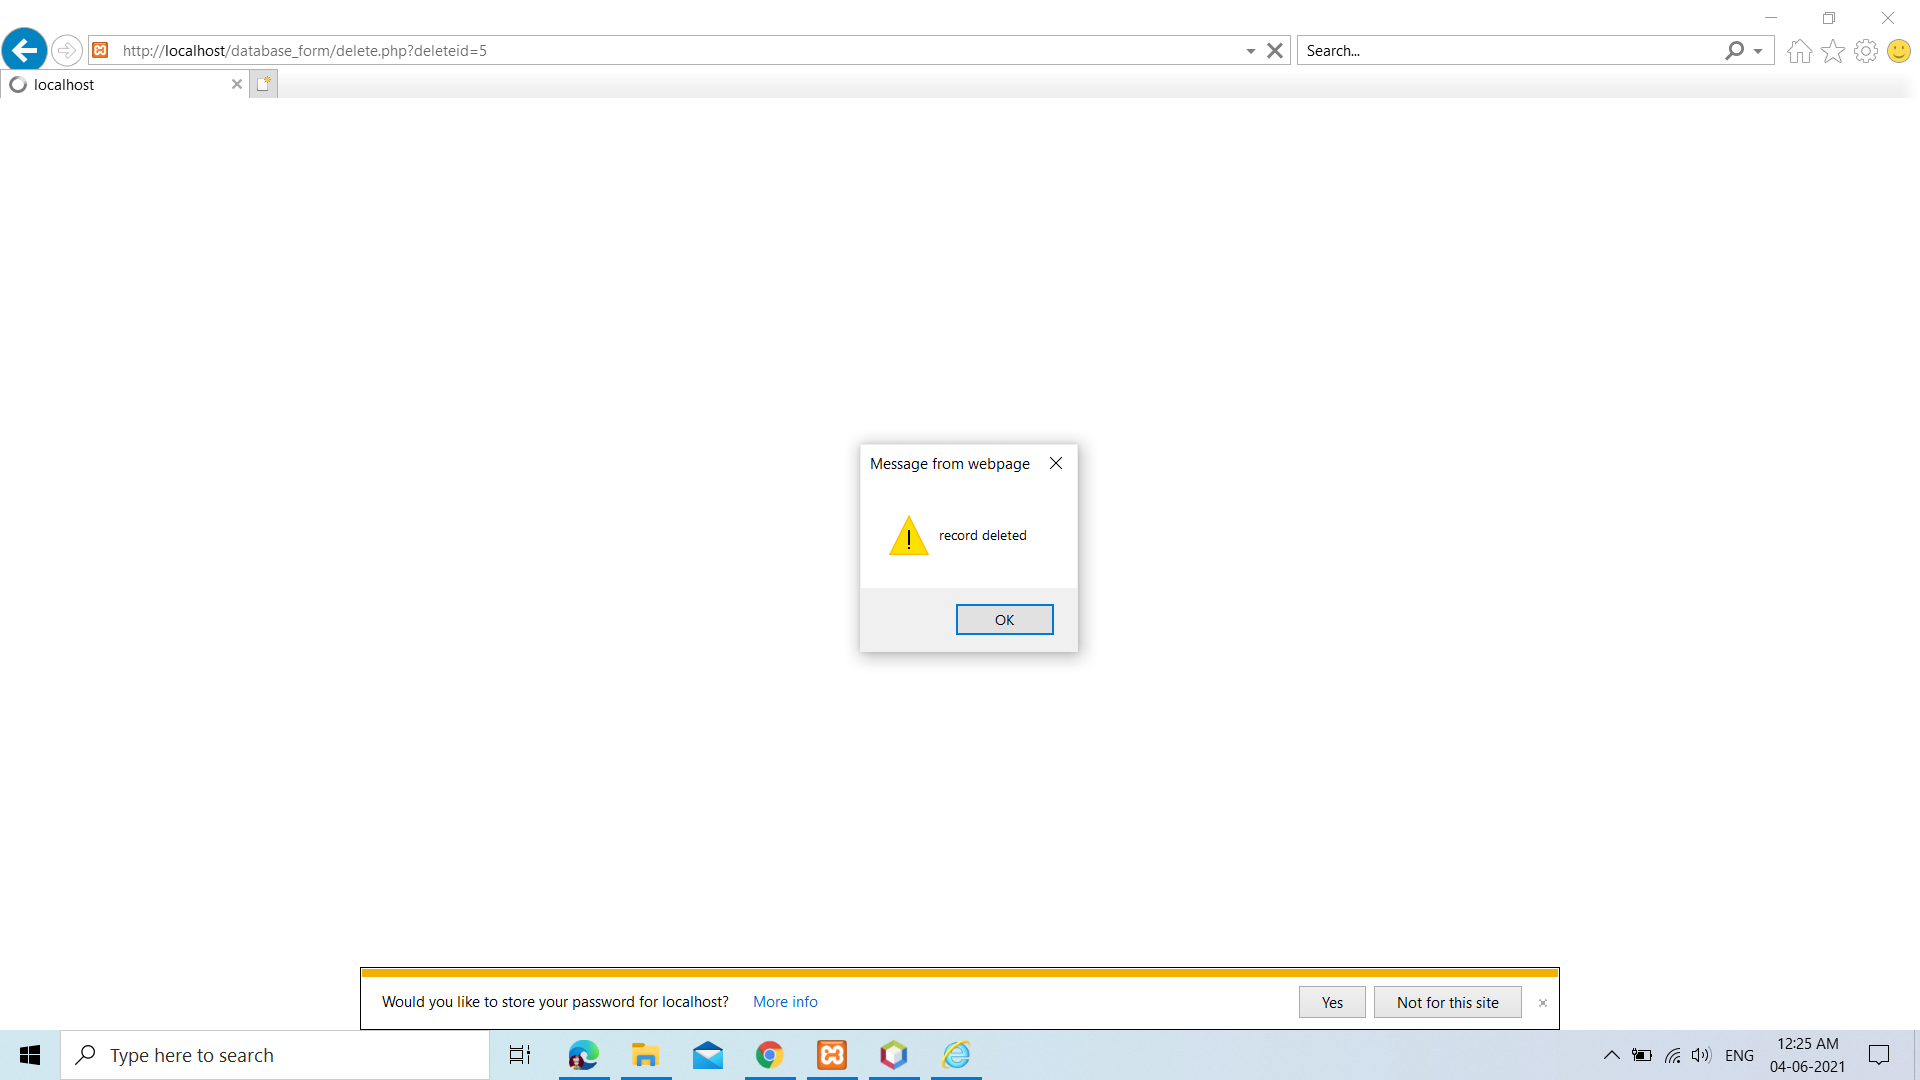 http://localhost/database_form/delete.php?deleteid=5
Search...
localhost
Message from webpage
record deleted
OK
Would you like to store your password for localhost? More info
Yes
Not for this site
Type here to search
ENG
12:25 AM
04-06-2021